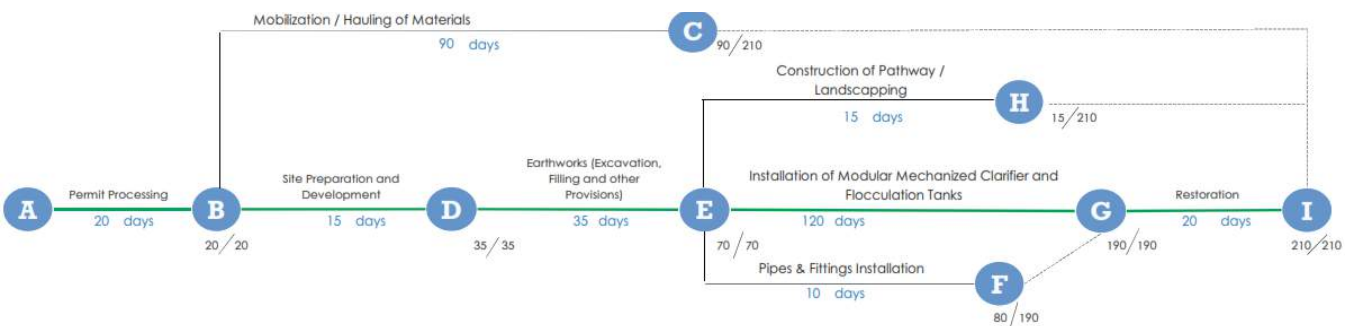 Mobilization / Hauling of Materials
90 days
C
90/210
Construction of Pathway /
Landscapping
15 days
H
15/210
A
Permit Processing
20 days
B
20/20
Site Preparation and
Development
15 days
D
35/35
Earthworks (Excavation,
Filling and other
Provisions)
35 days
E
70/70
Installation of Modular Mechanized Clarifier and
Flocculation Tanks
120 days
G
190/190
Restoration
20 days
I
210/210
Pipes & Fittings Installation
10 days
F
80/190